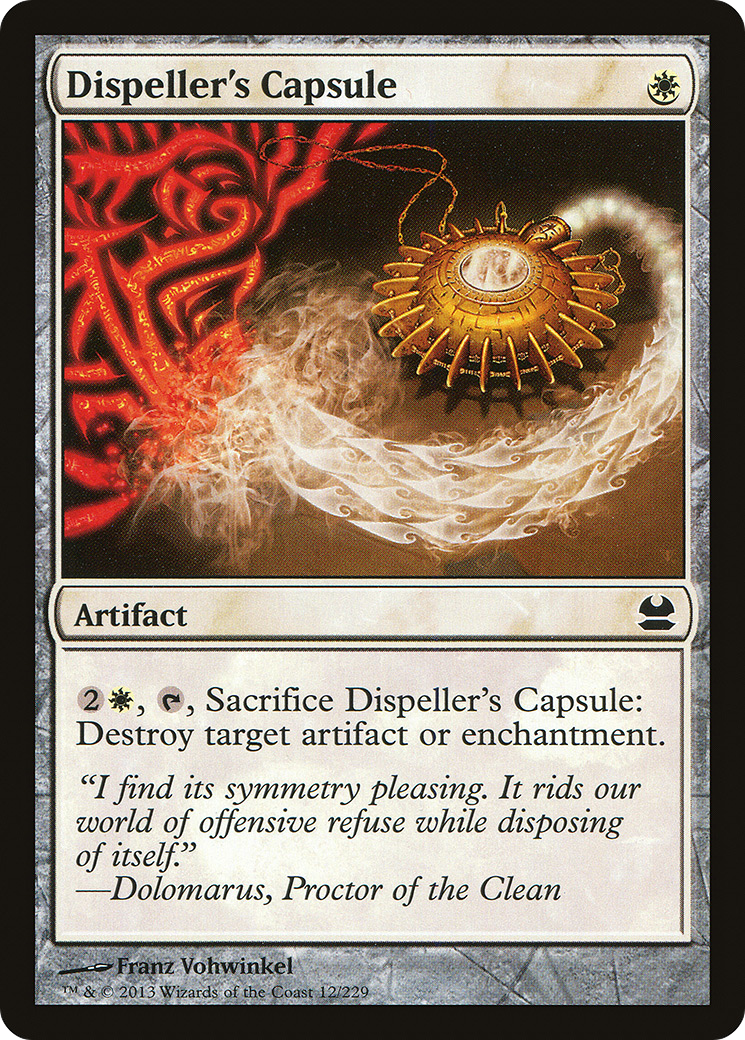 Dispeller's Capsule
Artifact
2, , Sacrifice Dispeller's Capsule:
Destroy target artifact or enchantment.
"I find its symmetry pleasing. It rids our
world of offensive refuse while disposing
of itself."
—Dolomarus, Proctor of the Clean
Franz Vohwinkel
™ & © 2013 Wizards of the Coast 12/229